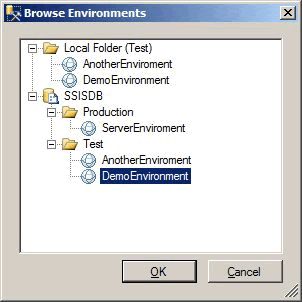 Browse Environments
Local Folder (Test)
AnotherEnviroment
DemoEnvironment
SSISDB
Production
ServerEnviroment
Test
AnotherEnviroment
DemoEnvironment
OK
Cancel